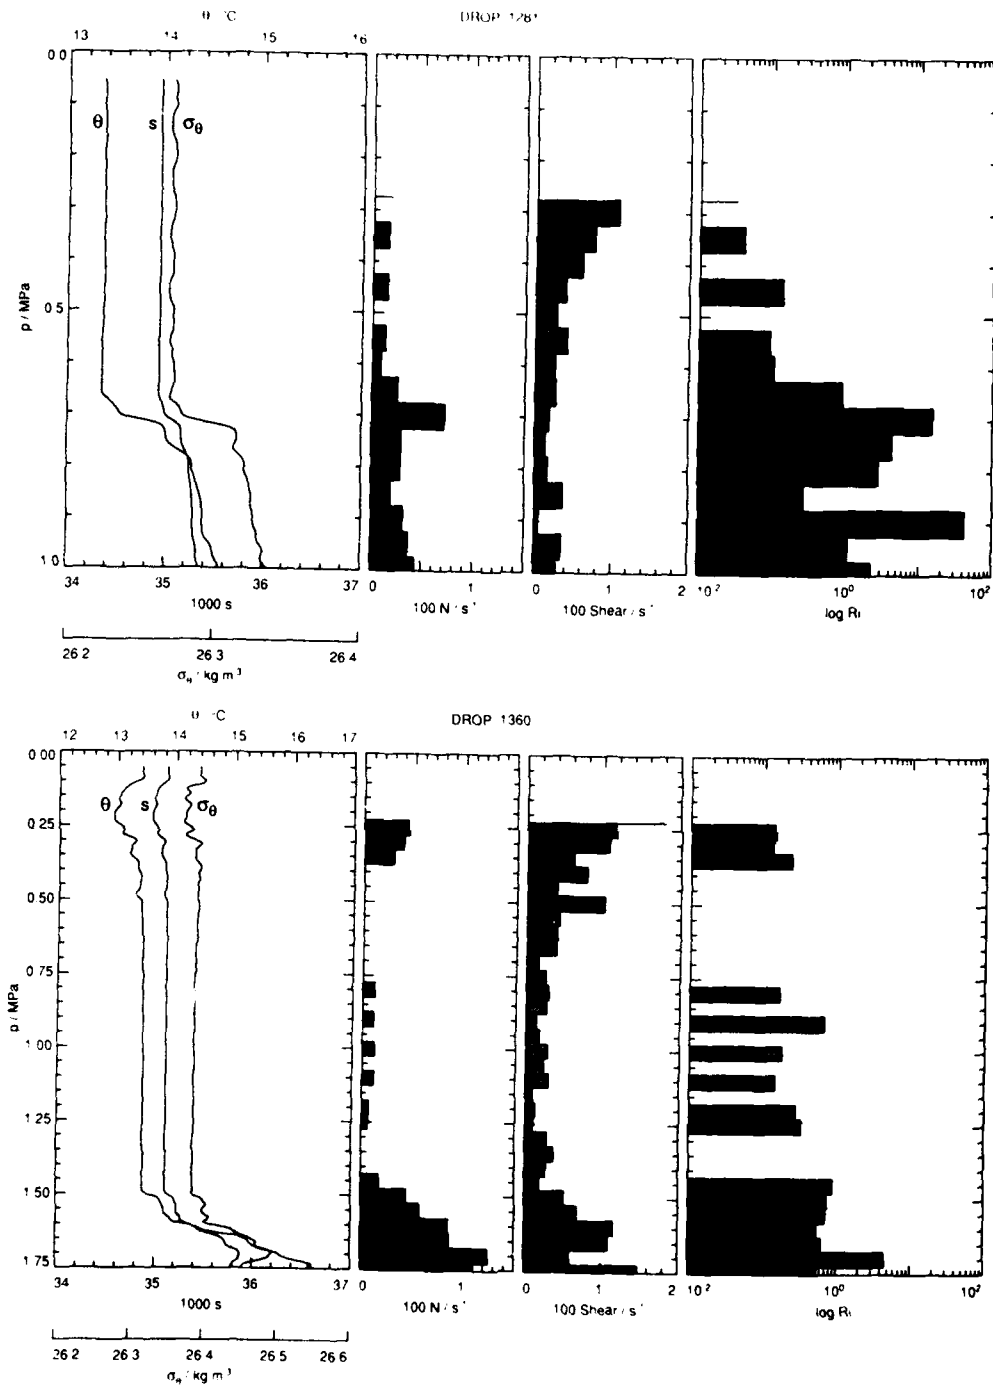 θ °C DROP 1281
13 14 15 16
0 0
θ s σθ
p / MPa
0 5
1 0
34 35 36 37 0 1 0 1 2 10 2 10⁰ 10²
1000 s 100 N / s 100 Shear / s log Ri
26 2 26 3 26 4
σθ / kg m 3
θ °C DROP 1360
12 13 14 15 16 17
0 00
θ s σθ
0 25
0 50
0 75
p / MPa
1 00
1 25
1 50
1 75
34 35 36 37 0 1 0 1 2 10 2 10⁰ 10²
1000 s 100 N / s 100 Shear / s log Ri
26 2 26 3 26 4 26 5 26 6
σθ / kg m 3